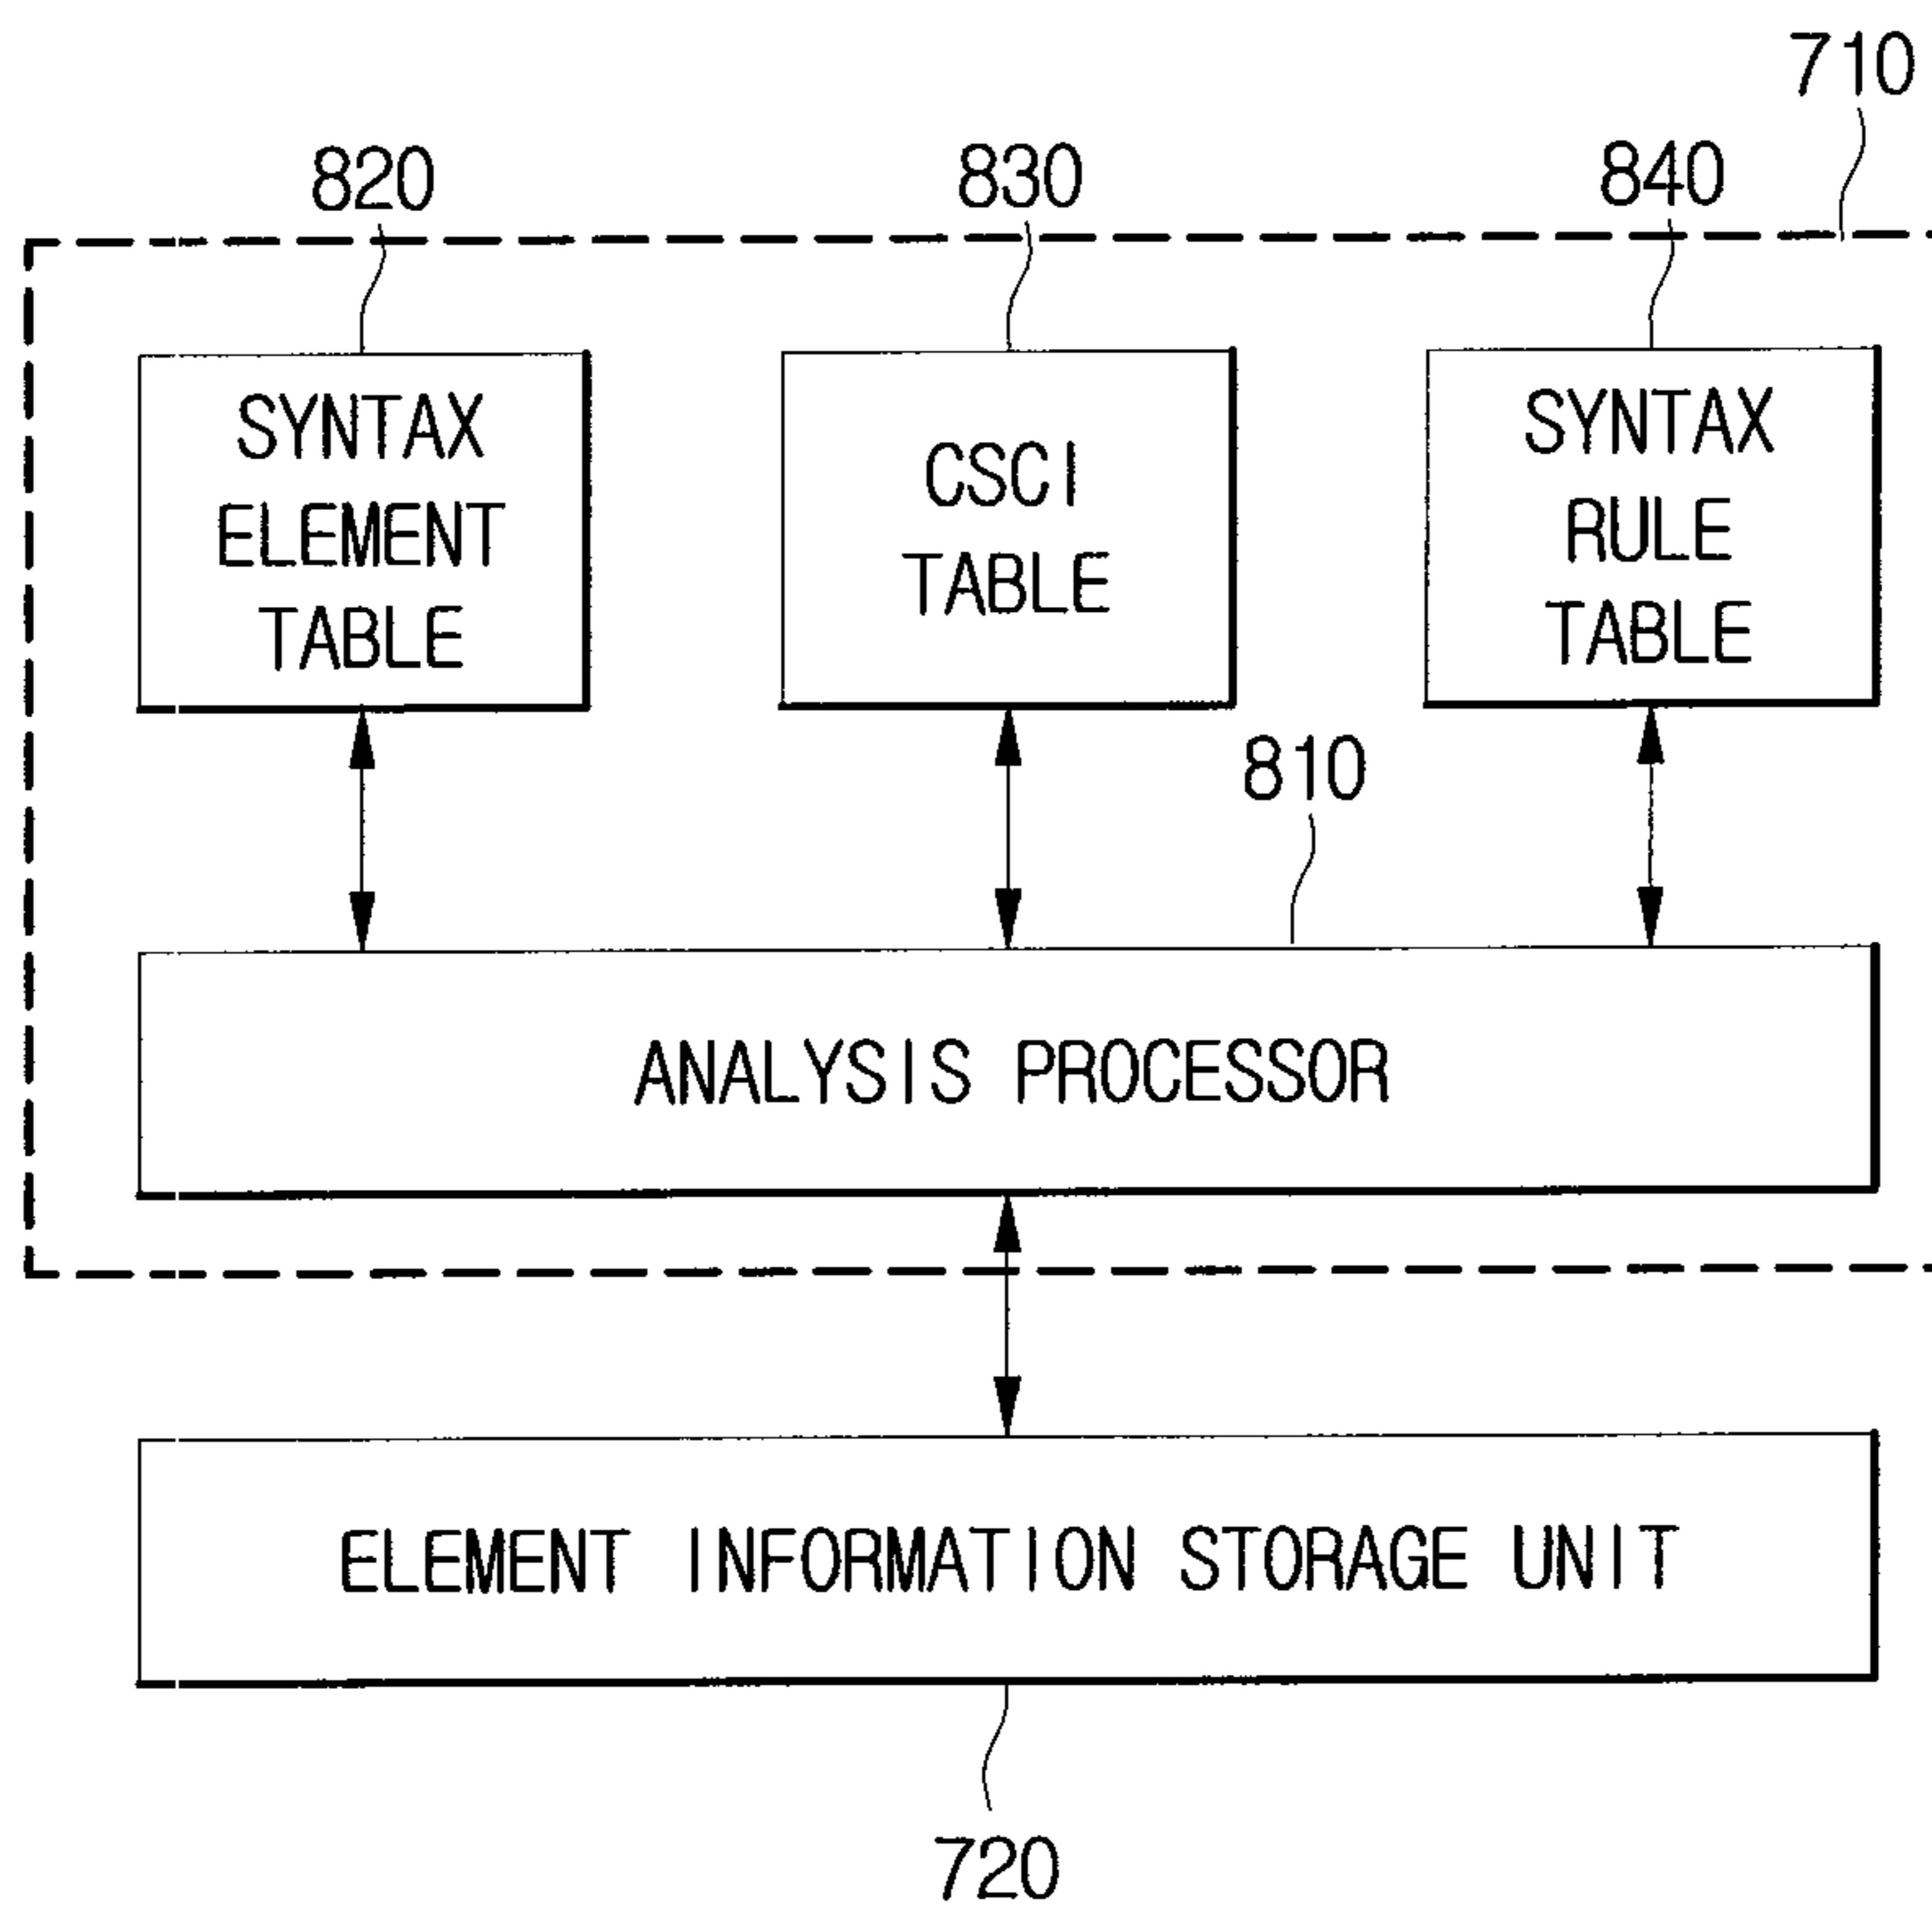 710
820
830
840
SYNTAX
ELEMENT
TABLE
CSCI
TABLE
SYNTAX
RULE
TABLE
810
ANALYSIS PROCESSOR
ELEMENT INFORMATION STORAGE UNIT
720